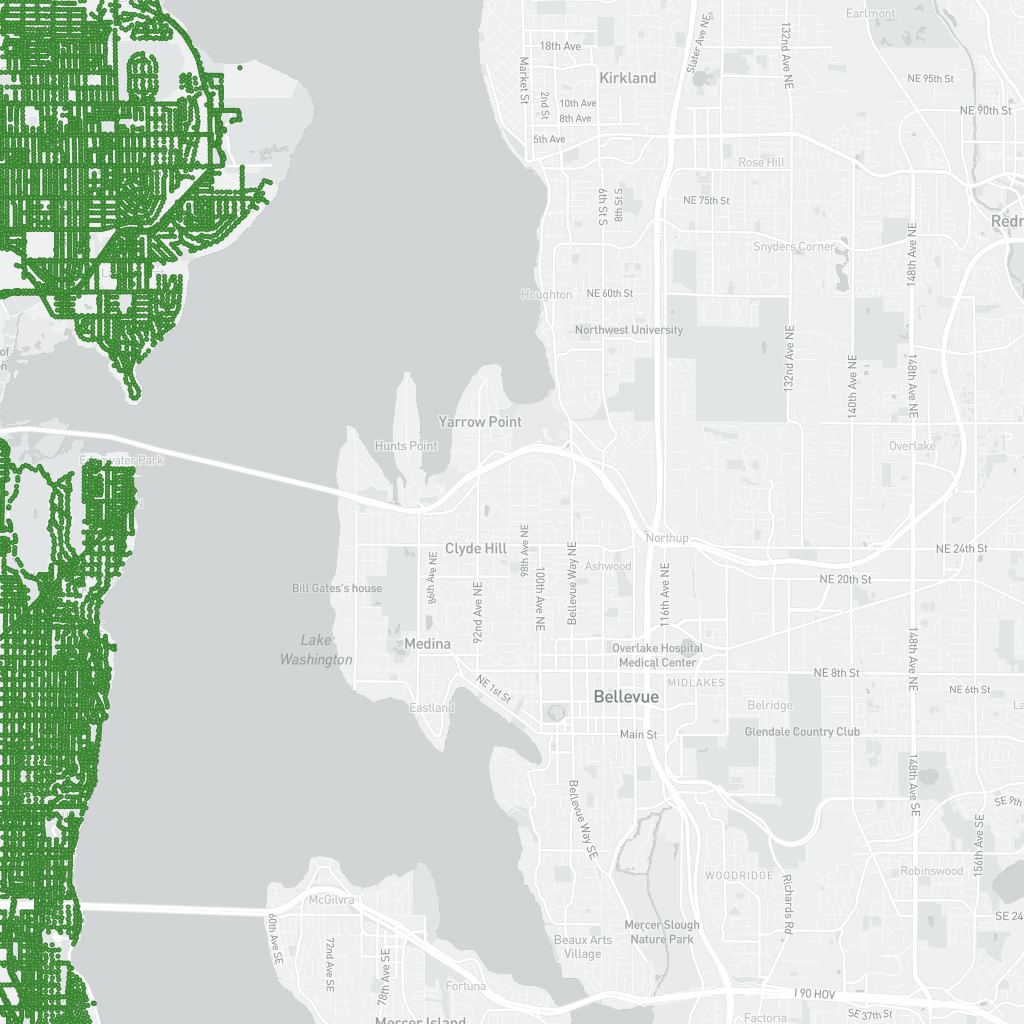 Earlmont
18th Ave
Slater Ave NE
132nd Ave NE
Kirkland
NE 95th St
Market St
2nd St
10th Ave
8th Ave
NE 90th St
5th Ave
Rose Hill
6th St S
8th St S
NE 75th St
Snyders Corner
148th Ave NE
Houghton
NE 60th St
Northwest University
132nd Ave NE
140th Ave NE
148th Ave NE
of
Yarrow Point
Hunts Point
Overlake
Northup
Clyde Hill
98th Ave NE
Bellevue Way NE
NE 24th St
Ashwood
86th Ave NE
100th Ave NE
116th Ave NE
NE 20th St
Bill Gates's house
92nd Ave NE
Lake
Washington
Medina
Overlake Hospital
Medical Center
148th Ave NE
NE 8th St
MIDLAKES
NE 1st St
Bellevue
NE 6th St
Eastland
Belridge
Main St
Glendale Country Club
148th Ave SE
Bellevue Way SE
SE 9th
156th Ave SE
WOODRIDGE
Robinswood
McGilvra
Richards Rd
60th Ave SE
SE 24
72nd Ave SE
78th Ave SE
Mercer Slough
Nature Park
Beaux Arts
Village
Fortuna
I 90 HOV
SE 37th St
Factoria
Mercer Island